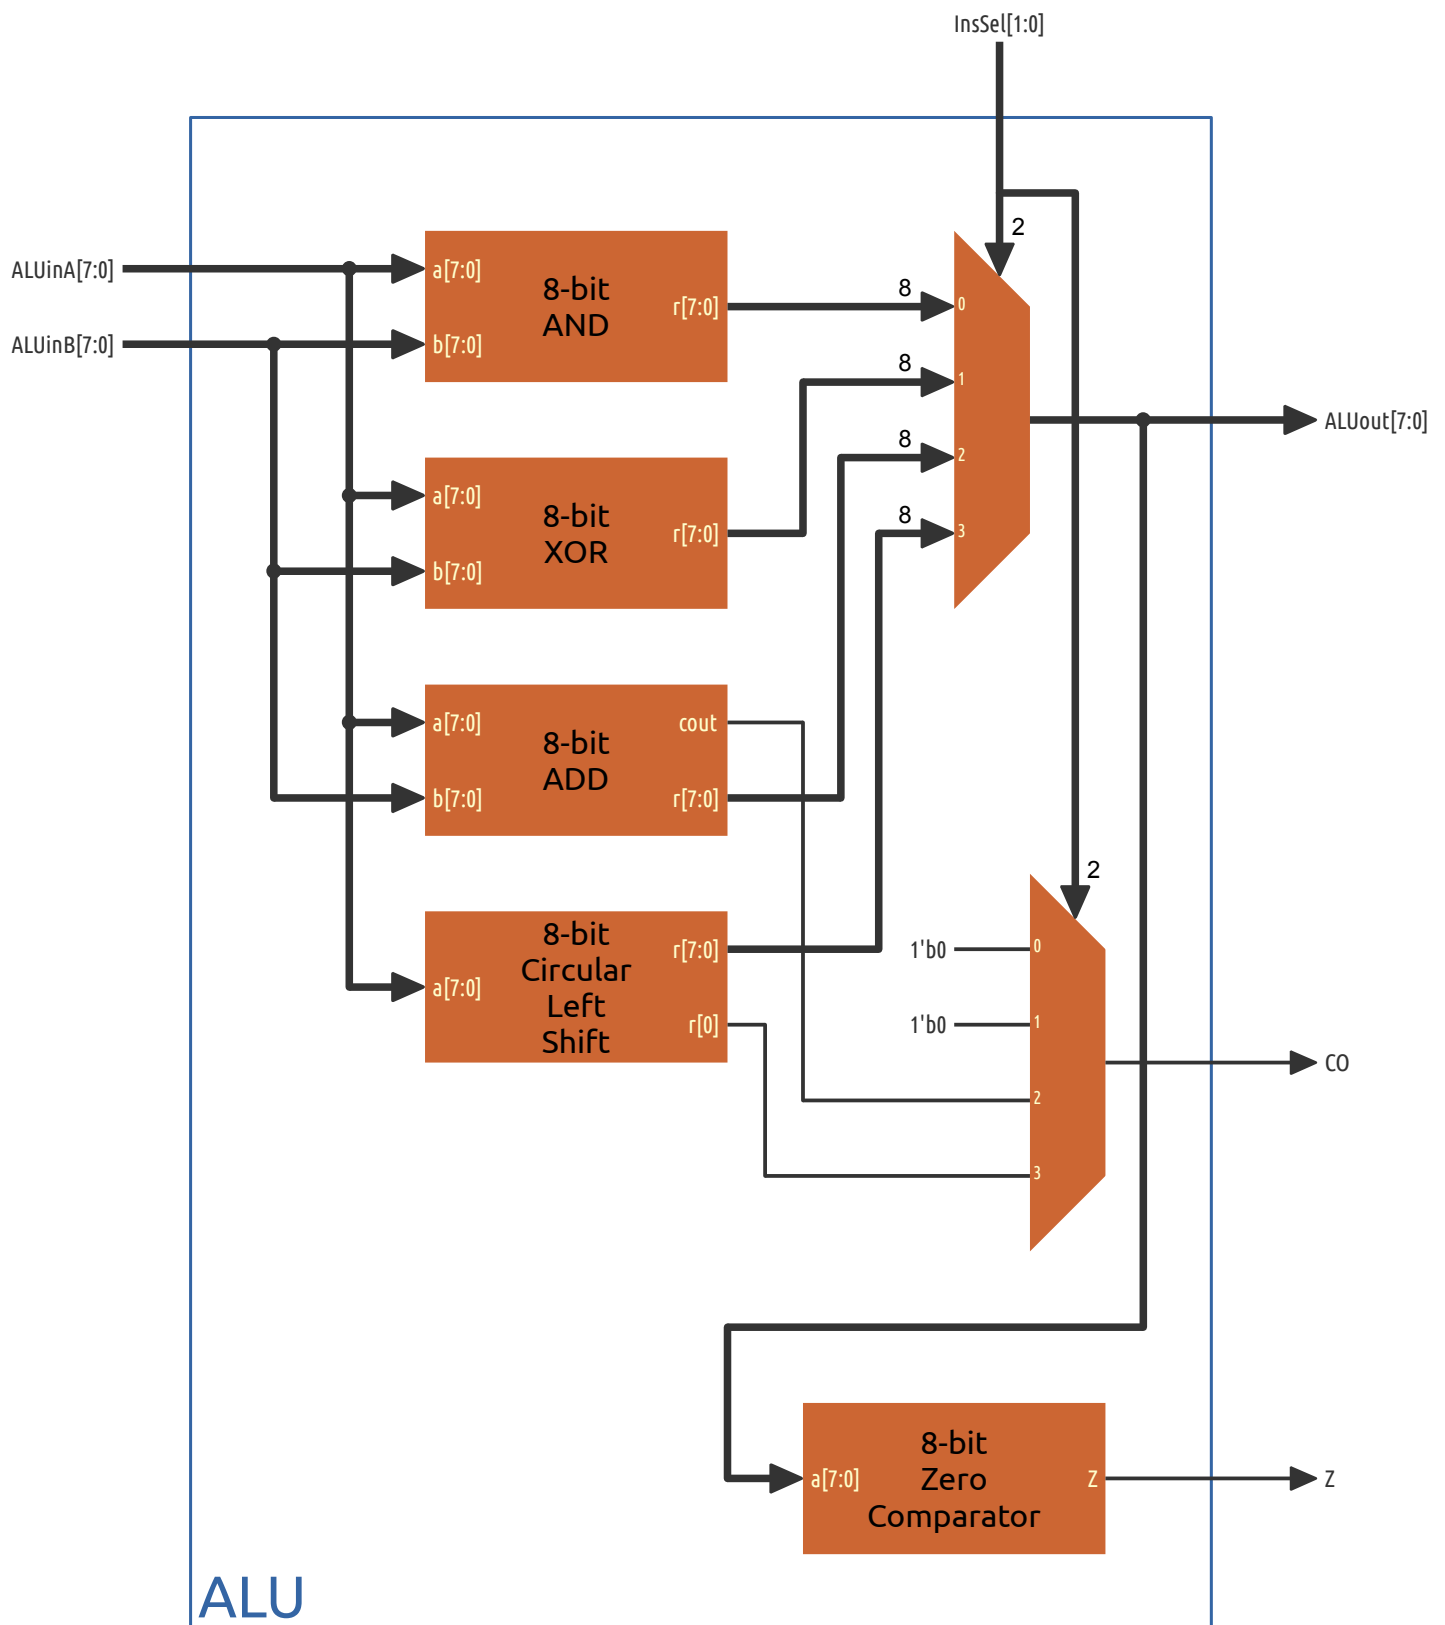 InsSel[1:0]
2
ALUinA[7:0]
ALUinB[7:0]
a[7:0]
b[7:0]
8-bit
AND
r[7:0]
8
0
8
1
8
2
8
3
ALUout[7:0]
a[7:0]
b[7:0]
8-bit
XOR
r[7:0]
a[7:0]
b[7:0]
8-bit
ADD
cout
r[7:0]
a[7:0]
8-bit
Circular
Left
Shift
r[7:0]
r[0]
2
1'b0
0
1'b0
1
2
3
CO
a[7:0]
8-bit
Zero
Comparator
Z
Z
ALU